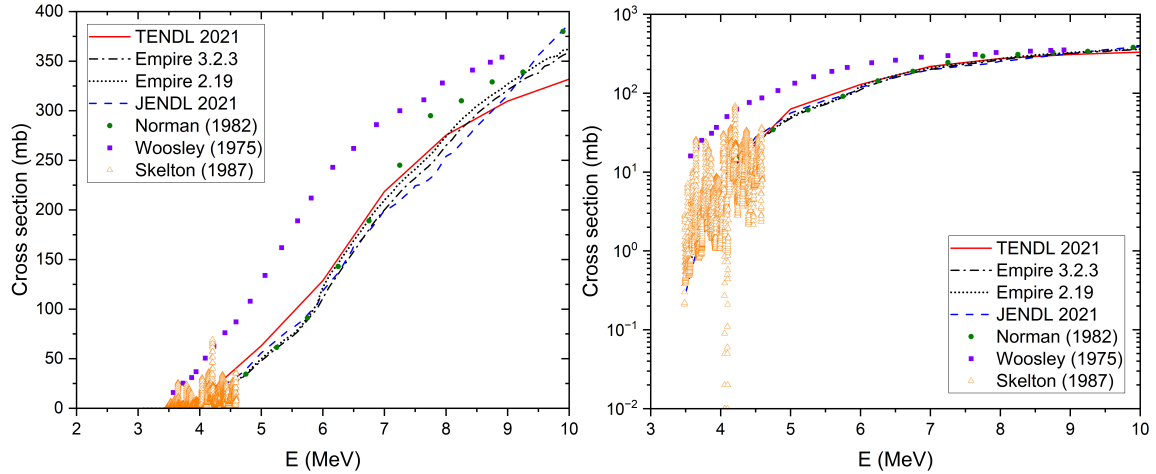 400
350
300
250
200
150
100
50
0
Cross section (mb)
TENDL 2021
Empire 3.2.3
Empire 2.19
JENDL 2021
Norman (1982)
Woosley (1975)
Skelton (1987)
2 3 4 5 6 7 8 9 10
E (MeV)
10³
10²
10¹
10⁰
10⁻¹
10⁻²
Cross section (mb)
TENDL 2021
Empire 3.2.3
Empire 2.19
JENDL 2021
Norman (1982)
Woosley (1975)
Skelton (1987)
3 4 5 6 7 8 9 10
E (MeV)